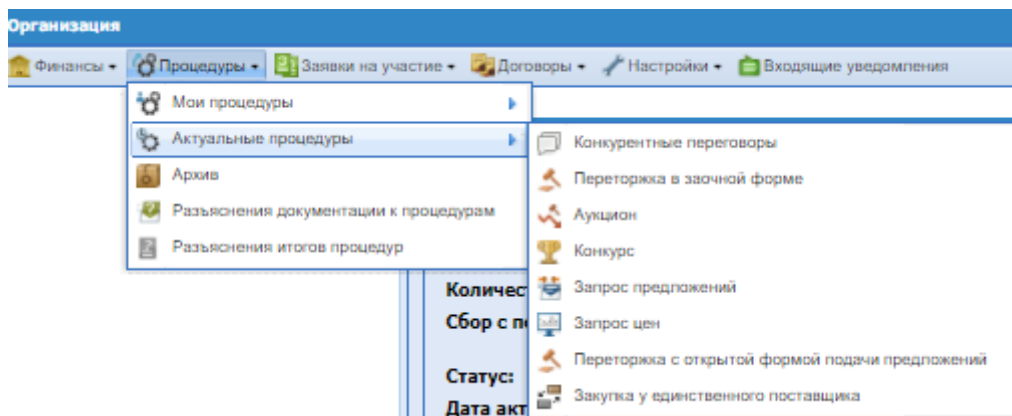 Организация
Финансы Процедуры Заявки на участие Договоры Настройки Входящие уведомления
Мои процедуры
Актуальные процедуры
Архив
Разъяснения документации к процедурам
Разъяснения итогов процедур
Конкурентные переговоры
Переторжка в заочной форме
Аукцион
Конкурс
Запрос предложений
Запрос цен
Переторжка с открытой формой подачи предложений
Закупка у единственного поставщика
Количес
Сбор с п
Статус:
Дата акт